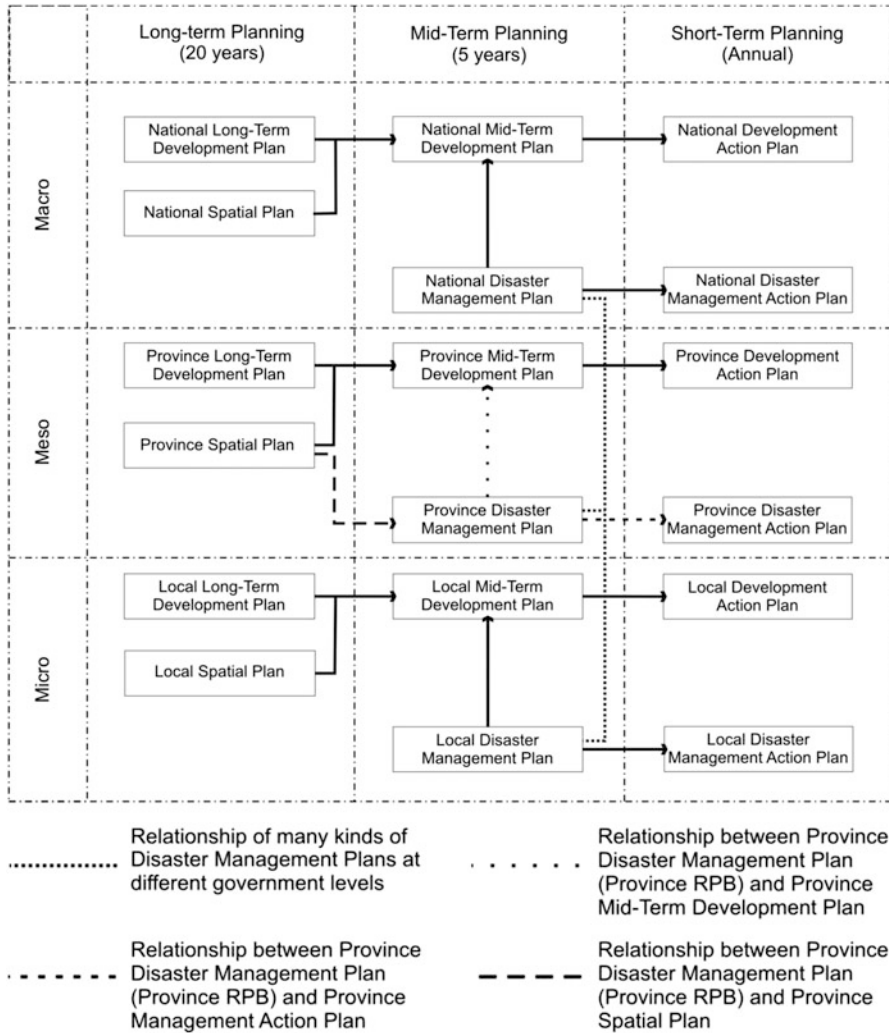 Long-term Planning
(20 years)
Mid-Term Planning
(5 years)
Short-Term Planning
(Annual)
Macro
National Long-Term
Development Plan
National Mid-Term
Development Plan
National Development
Action Plan
National Spatial Plan
National Disaster
Management Plan
National Disaster
Management Action Plan
Meso
Province Long-Term
Development Plan
Province Mid-Term
Development Plan
Province Development
Action Plan
Province Spatial Plan
Province Disaster
Management Plan
Province Disaster
Management Action Plan
Micro
Local Long-Term
Development Plan
Local Mid-Term
Development Plan
Local Development
Action Plan
Local Spatial Plan
Local Disaster
Management Plan
Local Disaster
Management Action Plan
Relationship of many kinds of
Disaster Management Plans at
different government levels
Relationship between Province
Disaster Management Plan
(Province RPB) and Province
Mid-Term Development Plan
Relationship between Province
Disaster Management Plan
(Province RPB) and Province
Management Action Plan
Relationship between Province
Disaster Management Plan
(Province RPB) and Province
Spatial Plan